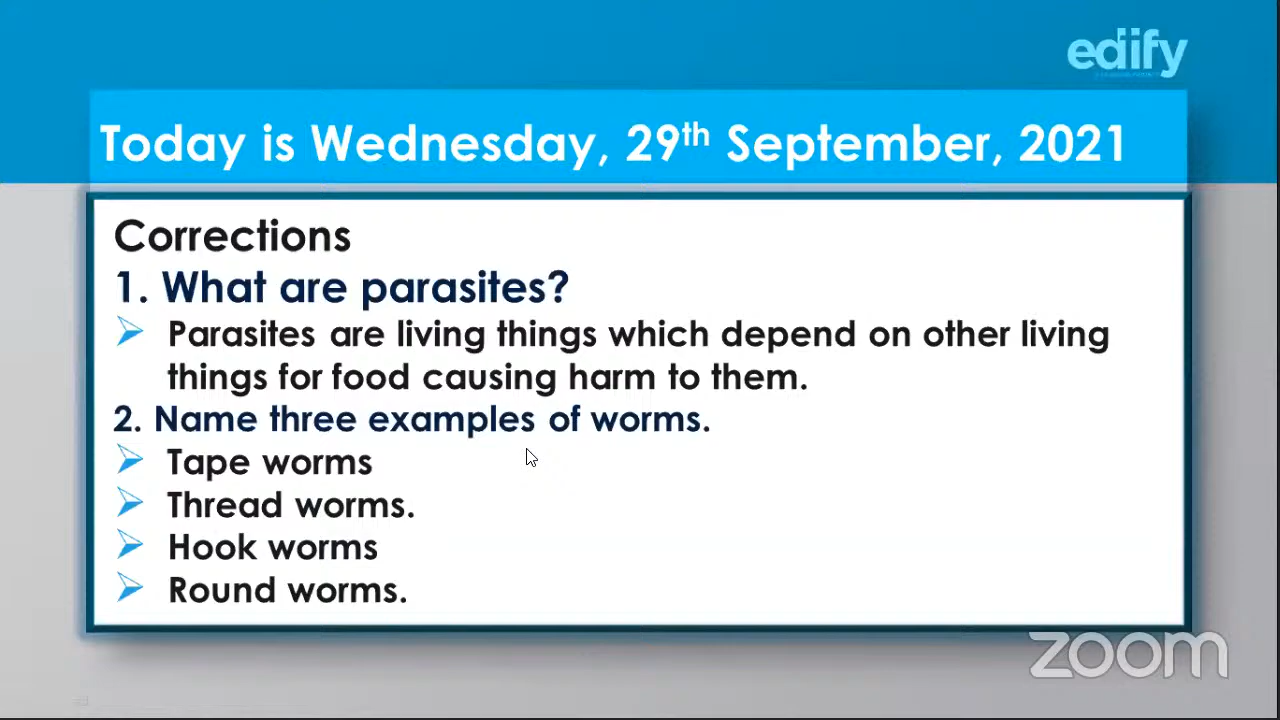 edify
Today is Wednesday, 29th September, 2021
Corrections
1. What are parasites?
Parasites are living things which depend on other living
things for food causing harm to them.
2. Name three examples of worms.
Tape worms
Thread worms.
Hook worms
Round worms.
zoom